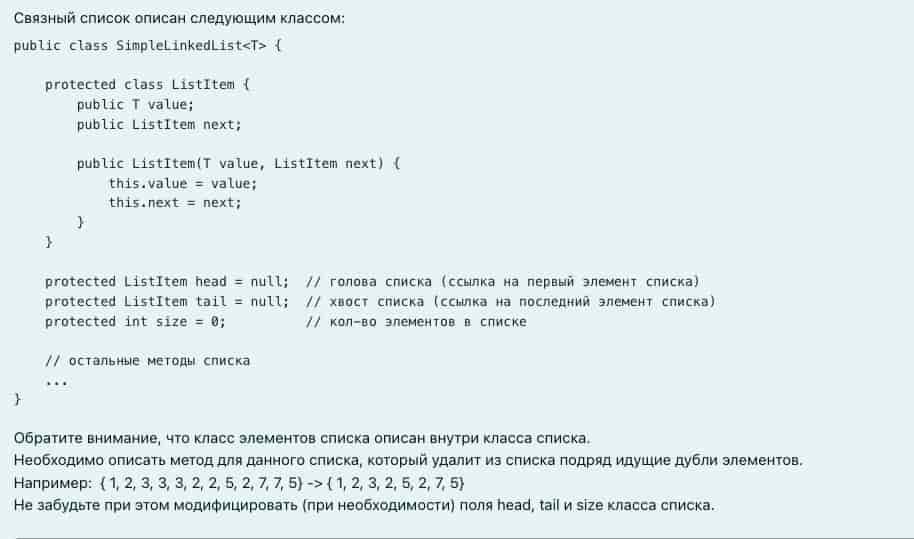 Связный список описан следующим классом:
public class SimpleLinkedList<T> {
protected class ListItem {
public T value;
public ListItem next;
public ListItem(T value, ListItem next) {
this.value = value;
this.next = next;
}
}
protected ListItem head = null;  // голова списка (ссылка на первый элемент списка)
protected ListItem tail = null;  // хвост списка (ссылка на последний элемент списка)
protected int size = 0;          // кол-во элементов в списке
// остальные методы списка
...
}
Обратите внимание, что класс элементов списка описан внутри класса списка.
Необходимо описать метод для данного списка, который удалит из списка подряд идущие дубли элементов.
Например:  { 1, 2, 3, 3, 3, 2, 2, 5, 2, 7, 7, 5} -> { 1, 2, 3, 2, 5, 2, 7, 5}
Не забудьте при этом модифицировать (при необходимости) поля head, tail и size класса списка.